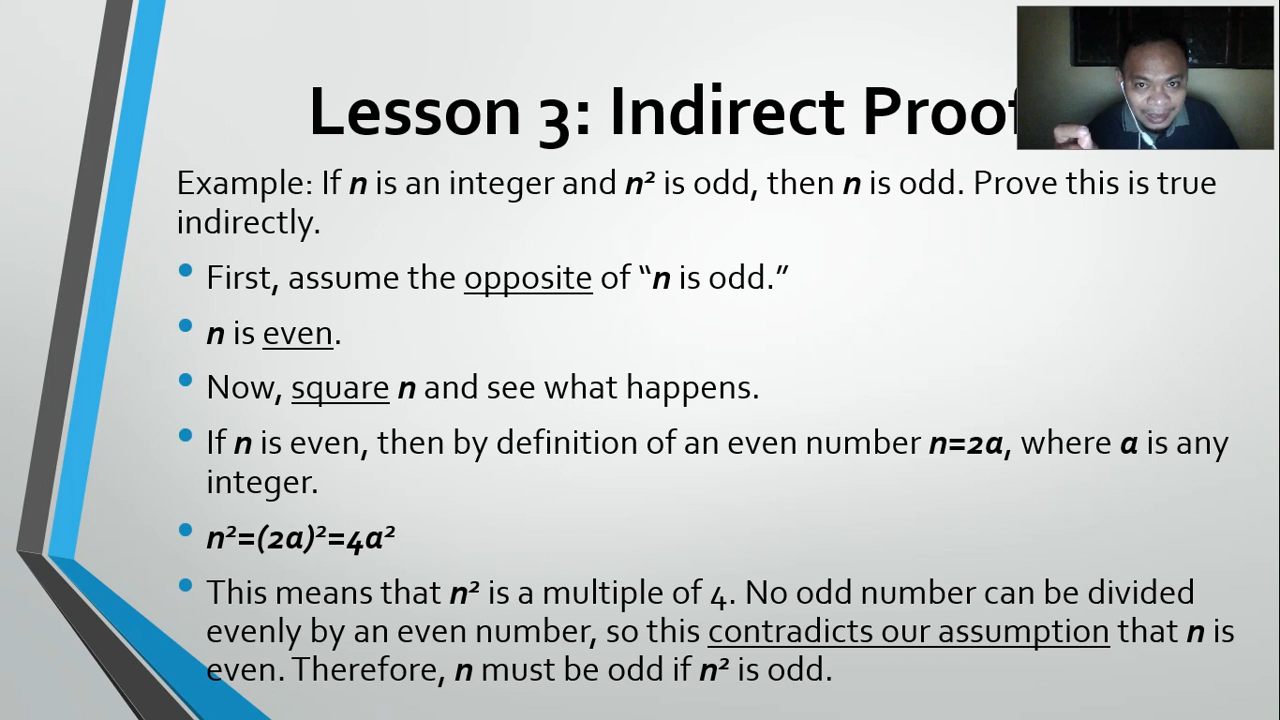 Lesson 3: Indirect Proof
Example: If n is an integer and n² is odd, then n is odd. Prove this is true
indirectly.
First, assume the opposite of “n is odd.”
n is even.
Now, square n and see what happens.
If n is even, then by definition of an even number n=2a, where a is any
integer.
n²=(2a)²=4a²
This means that n² is a multiple of 4. No odd number can be divided
evenly by an even number, so this contradicts our assumption that n is
even. Therefore, n must be odd if n² is odd.